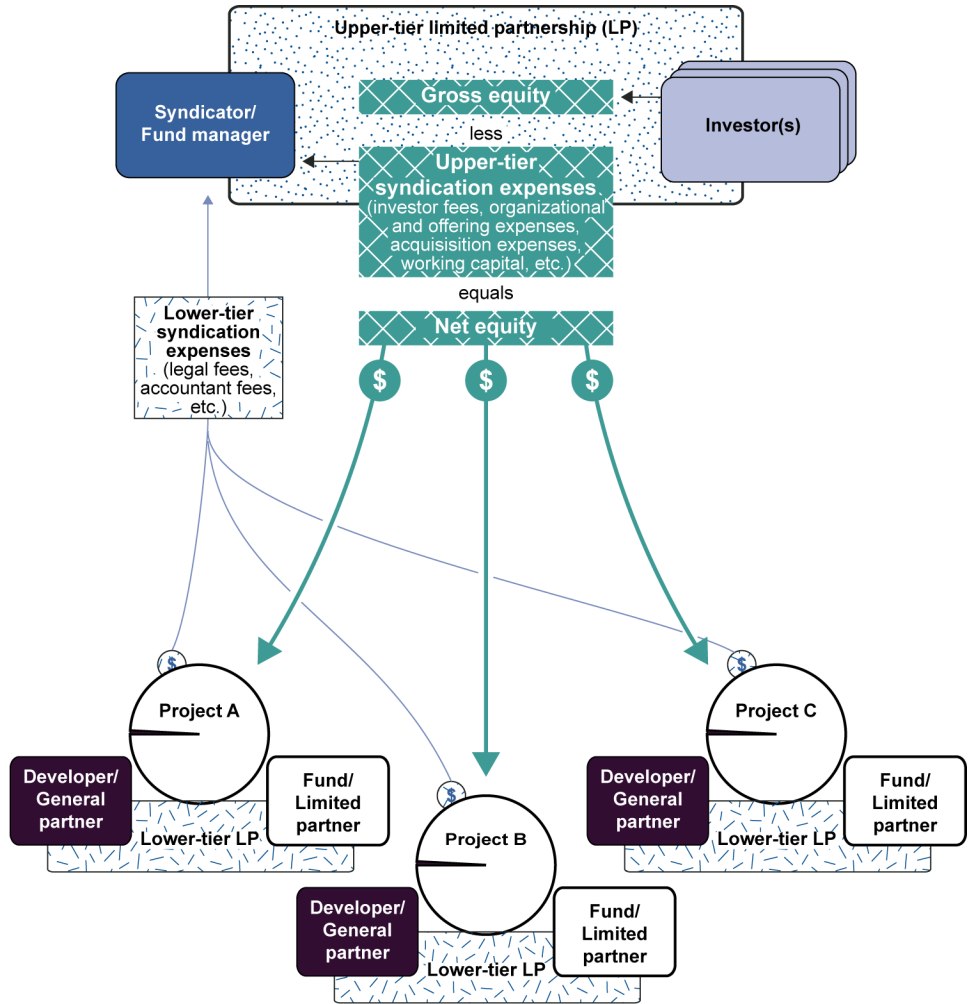 Upper-tier limited partnership (LP)
Syndicator/
Fund manager
Gross equity
Investor(s)
less
Upper-tier
syndication expenses
(investor fees, organizational
and offering expenses,
acquisisition expenses,
working capital, etc.)
equals
Net equity
Lower-tier
syndication
expenses
(legal fees,
accountant fees,
etc.)
$
$
$
$
Project A
Developer/
General
partner
Fund/
Limited
partner
Lower-tier LP
$
Project B
Developer/
General
partner
Fund/
Limited
partner
Lower-tier LP
$
Project C
Developer/
General
partner
Fund/
Limited
partner
Lower-tier LP